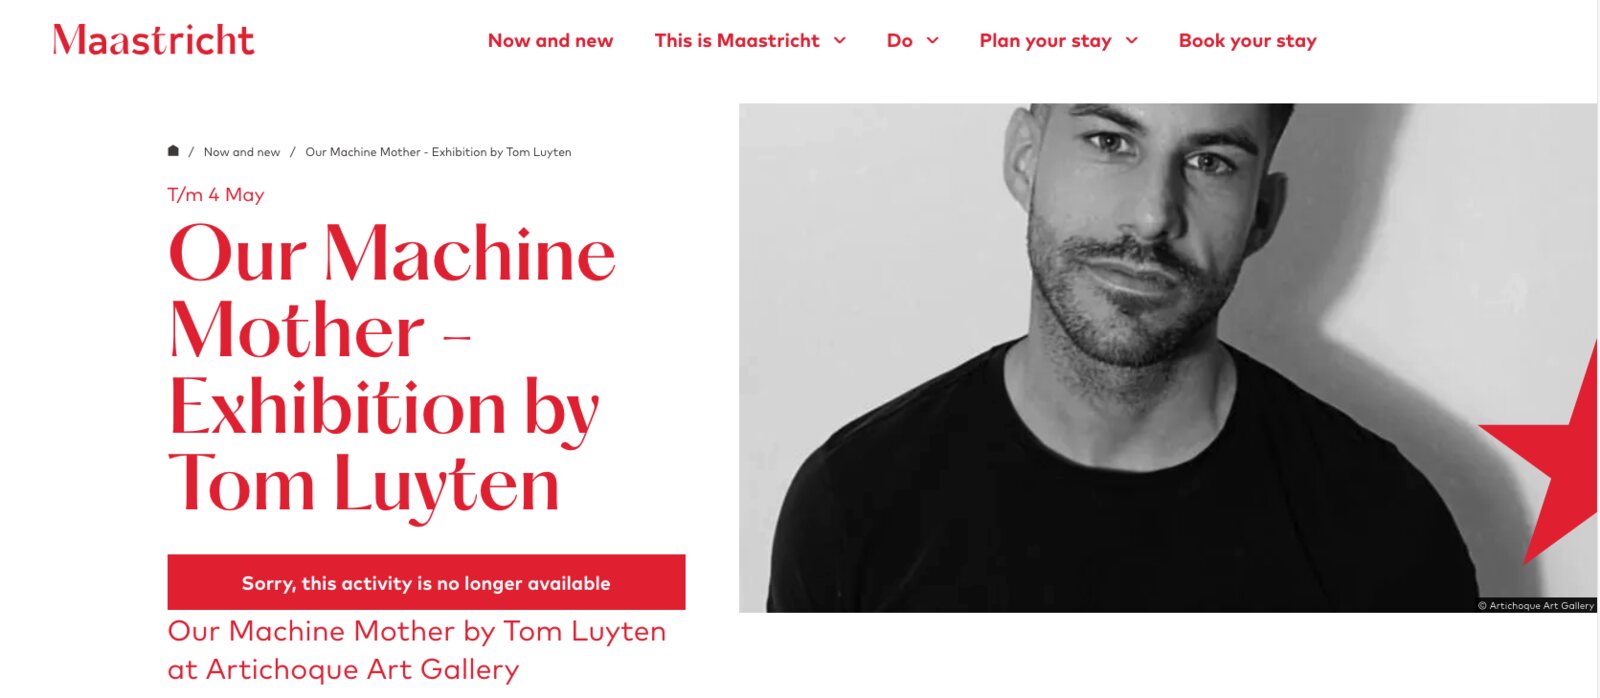 Maastricht
Now and new
This is Maastricht
Do
Plan your stay
Book your stay
/ Now and new / Our Machine Mother - Exhibition by Tom Luyten
T/m 4 May
Our Machine
Mother –
Exhibition by
Tom Luyten
Sorry, this activity is no longer available
Our Machine Mother by Tom Luyten
at Artichoque Art Gallery
© Artichoque Art Gallery